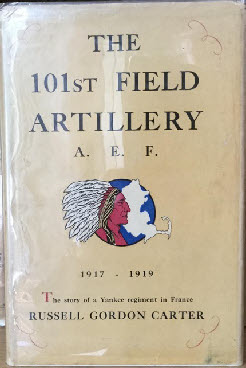 THE
101ST FIELD
ARTILLERY
A. E. F.
1917 - 1919
The story of a Yankee regiment in France
RUSSELL GORDON CARTER